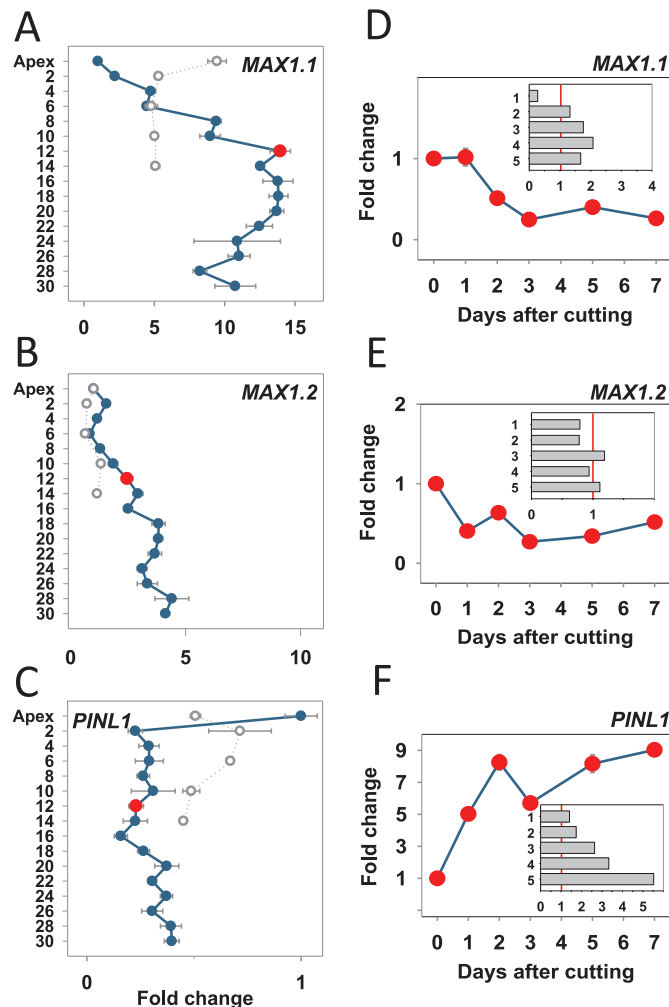 A
MAX1.1
Apex
2
4
6
8
10
12
14
16
18
20
22
24
26
28
30
0 5 10 15
B
MAX1.2
Apex
2
4
6
8
10
12
14
16
18
20
22
24
26
28
30
0 5 10
C
PINL1
Apex
2
4
6
8
10
12
14
16
18
20
22
24
26
28
30
0 1
Fold change
D
MAX1.1
Fold change
1
0
1
2
3
4
5
0 1 2 3 4
0 1 2 3 4 5 6 7
Days after cutting
E
MAX1.2
Fold change
2
1
0
1
2
3
4
5
0 1
0 1 2 3 4 5 6 7
Days after cutting
F
PINL1
Fold change
9
7
5
3
1
1
2
3
4
5
0 1 2 3 4 5
0 1 2 3 4 5 6 7
Days after cutting